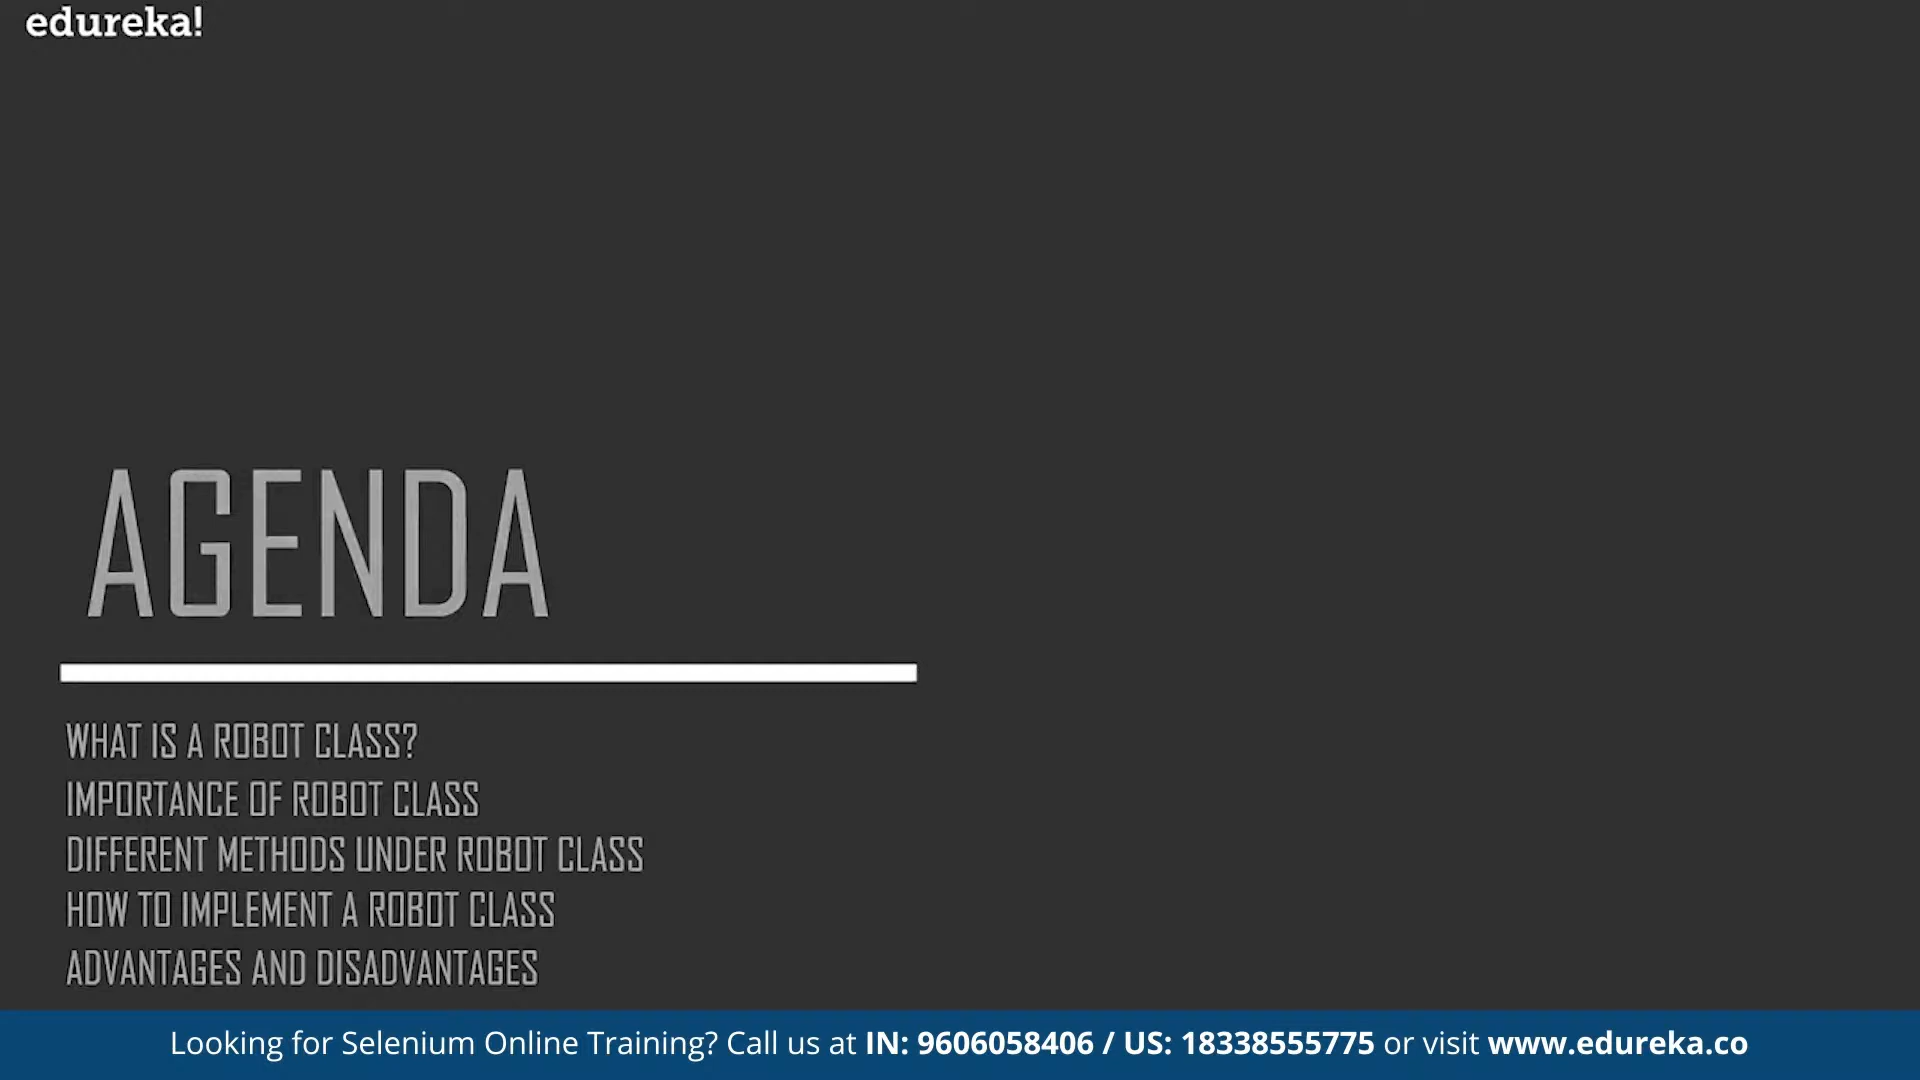 edureka!
AGENDA
WHAT IS A ROBOT CLASS?
IMPORTANCE OF ROBOT CLASS
DIFFERENT METHODS UNDER ROBOT CLASS
HOW TO IMPLEMENT A ROBOT CLASS
ADVANTAGES AND DISADVANTAGES
Looking for Selenium Online Training? Call us at IN: 9606058406 / US: 18338555775 or visit www.edureka.co